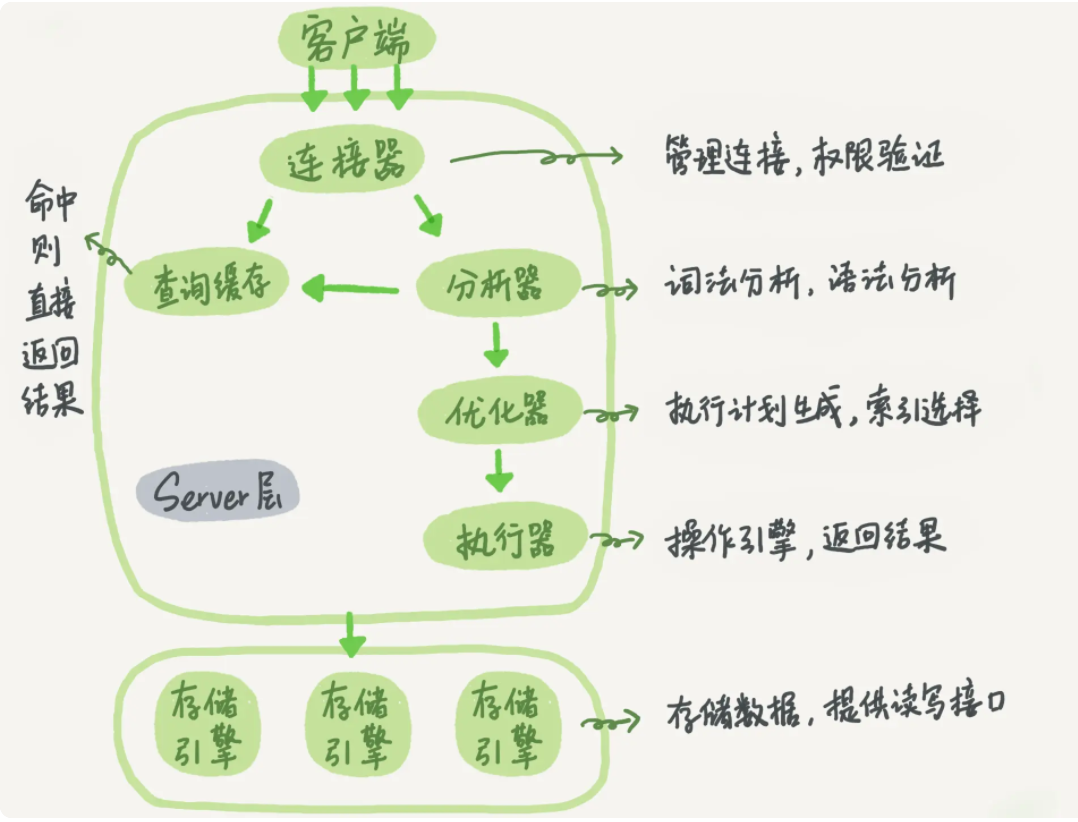 客户端
连接器
管理连接,权限验证
命中
则
直接
返回
结果
查询缓存
分析器
词法分析,语法分析
优化器
执行计划生成,索引选择
Server层
执行器
操作引擎,返回结果
存储
引擎
存储
引擎
存储
引擎
存储数据,提供读写接口